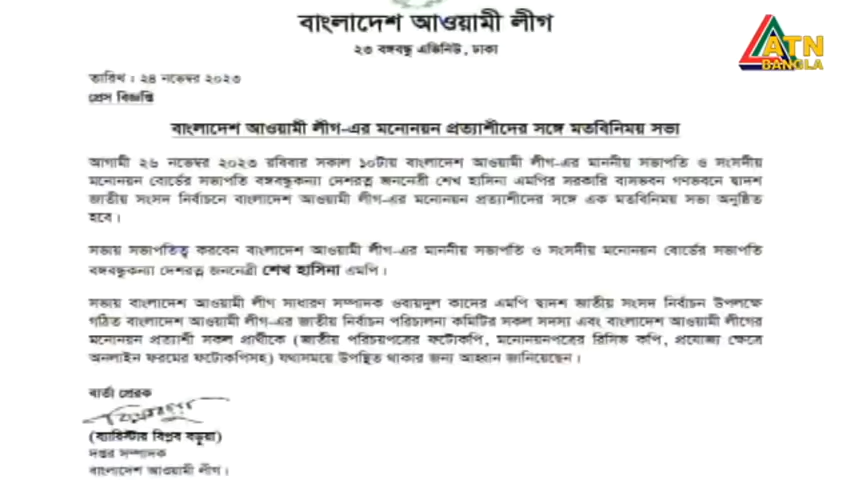 বাংলাদেশ আওয়ামী লীগ
২৩ বঙ্গবন্ধু এভিনিউ, ঢাকা
ATN
BANGLA
তারিখ : ২৪ নভেম্বর ২০২৩
প্রেস বিজ্ঞপ্তি
বাংলাদেশ আওয়ামী লীগ-এর মনোনয়ন প্রত্যাশীদের সঙ্গে মতবিনিময় সভা
আগামী ২৬ নভেম্বর ২০২৩ রবিবার সকাল ১০টায় বাংলাদেশ আওয়ামী লীগ-এর মাননীয় সভাপতি ও সংসদীয়
মনোনয়ন বোর্ডের সভাপতি বঙ্গবন্ধুকন্যা দেশরত্ন জননেত্রী শেখ হাসিনা এমপির সরকারি বাসভবন গণভবনে দ্বাদশ
জাতীয় সংসদ নির্বাচনে বাংলাদেশ আওয়ামী লীগ-এর মনোনয়ন প্রত্যাশীদের সঙ্গে এক মতবিনিময় সভা অনুষ্ঠিত
হবে।
সভায় সভাপতিত্ব করবেন বাংলাদেশ আওয়ামী লীগ-এর মাননীয় সভাপতি ও সংসদীয় মনোনয়ন বোর্ডের সভাপতি
বঙ্গবন্ধুকন্যা দেশরত্ন জননেত্রী শেখ হাসিনা এমপি।
সভায় বাংলাদেশ আওয়ামী লীগ সাধারণ সম্পাদক ওবায়দুল কাদের এমপি দ্বাদশ জাতীয় সংসদ নির্বাচন উপলক্ষে
গঠিত বাংলাদেশ আওয়ামী লীগ-এর জাতীয় নির্বাচন পরিচালনা কমিটির সকল সদস্য এবং বাংলাদেশ আওয়ামী লীগের
মনোনয়ন প্রত্যাশী সকল প্রার্থীকে (জাতীয় পরিচয়পত্রের ফটোকপি, মনোনয়নপত্রের রিসিভ কপি, প্রযোজ্য ক্ষেত্রে
অনলাইন ফরমের ফটোকপিসহ) যথাসময়ে উপস্থিত থাকার জন্য আহ্বান জানিয়েছেন।
বার্তা প্রেরক
(ব্যারিস্টার বিপ্লব বড়ুয়া)
দপ্তর সম্পাদক
বাংলাদেশ আওয়ামী লীগ।